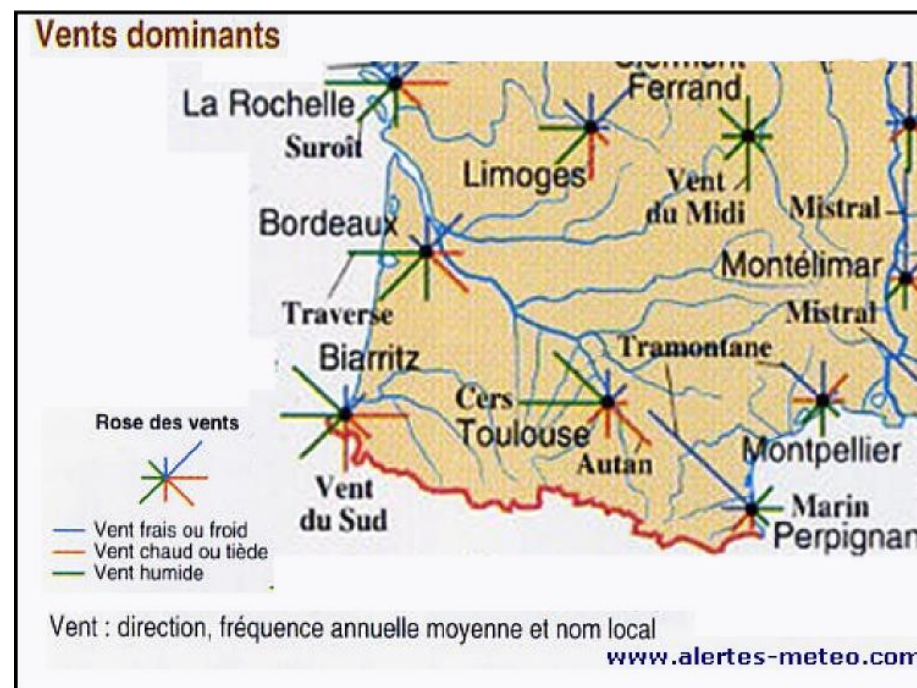 Vents dominants
Clermont
Ferrand
La Rochelle
Suroît
Limoges
Vent
du Midi
Mistral
Bordeaux
Montélimar
Traverse
Mistral
Tramontane
Biarritz
Cers
Toulouse
Autan
Montpellier
Rose des vents
Vent
du Sud
Marin
Perpignan
Vent frais ou froid
Vent chaud ou tiède
Vent humide
Vent : direction, fréquence annuelle moyenne et nom local
www.alertes-meteo.com